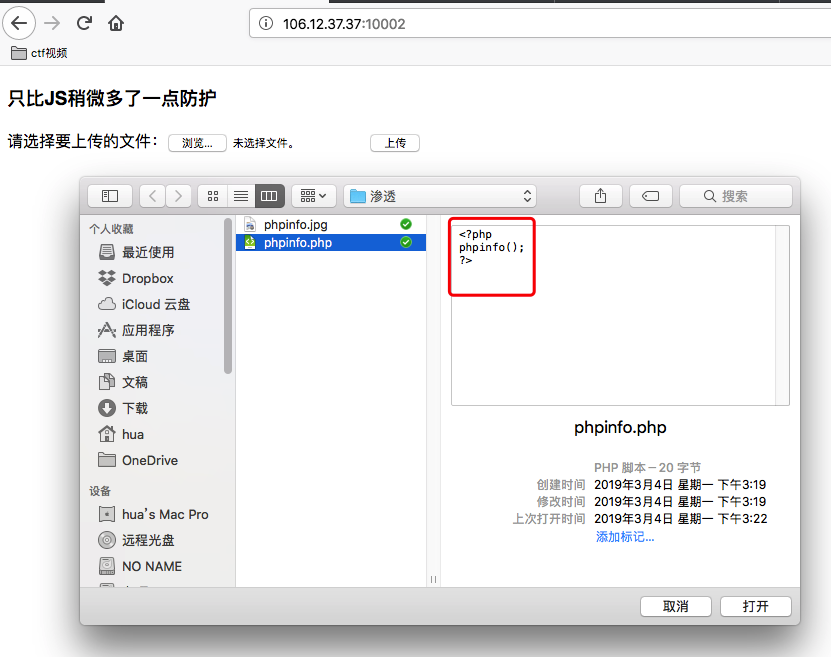 106.12.37.37:10002
ctf视频
只比JS稍微多了一点防护
请选择要上传的文件： 浏览... 未选择文件。 上传
渗透 搜索
个人收藏
最近使用
Dropbox
iCloud 云盘
应用程序
桌面
文稿
下载
hua
OneDrive
设备
hua's Mac Pro
远程光盘
NO NAME
phpinfo.jpg
phpinfo.php
<?php
phpinfo();
?>
phpinfo.php
PHP 脚本 – 20 字节
创建时间 2019年3月4日 星期一 下午3:19
修改时间 2019年3月4日 星期一 下午3:19
上次打开时间 2019年3月4日 星期一 下午3:22
添加标记...
取消 打开